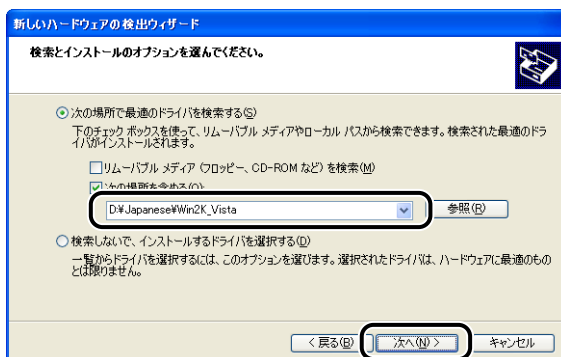 新しいハードウェアの検出ウィザード
検索とインストールのオプションを選んでください。
次の場所で最適のドライバを検索する(S)
下のチェック ボックスを使って、リムーバブル メディアやローカル パスから検索できます。検索された最適のドラ
イバがインストールされます。
リムーバブル メディア (フロッピー、CD-ROM など) を検索(M)
次の場所を含める(O)
D:¥Japanese¥Win2K_Vista
参照(R)
検索しないで、インストールするドライバを選択する(D)
一覧からドライバを選択するには、このオプションを選びます。選択されたドライバは、ハードウェアに最適のもの
とは限りません。
< 戻る(B)
次へ(N) >
キャンセル